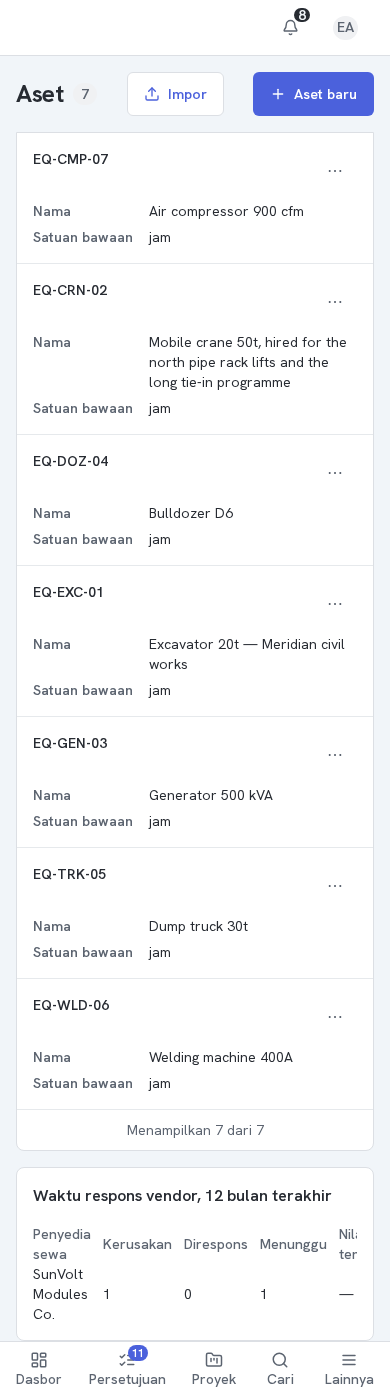 8
EA
Aset 7 Impor Aset baru
EQ-CMP-07
Nama Air compressor 900 cfm
Satuan bawaan jam
EQ-CRN-02
Nama Mobile crane 50t, hired for the
north pipe rack lifts and the
long tie-in programme
Satuan bawaan jam
EQ-DOZ-04
Nama Bulldozer D6
Satuan bawaan jam
EQ-EXC-01
Nama Excavator 20t — Meridian civil
works
Satuan bawaan jam
EQ-GEN-03
Nama Generator 500 kVA
Satuan bawaan jam
EQ-TRK-05
Nama Dump truck 30t
Satuan bawaan jam
EQ-WLD-06
Nama Welding machine 400A
Satuan bawaan jam
Menampilkan 7 dari 7
Waktu respons vendor, 12 bulan terakhir
Penyedia sewa Kerusakan Direspons Menunggu
SunVolt Modules Co. 1 0 1 —
11
Dasbor Persetujuan Proyek Cari Lainnya